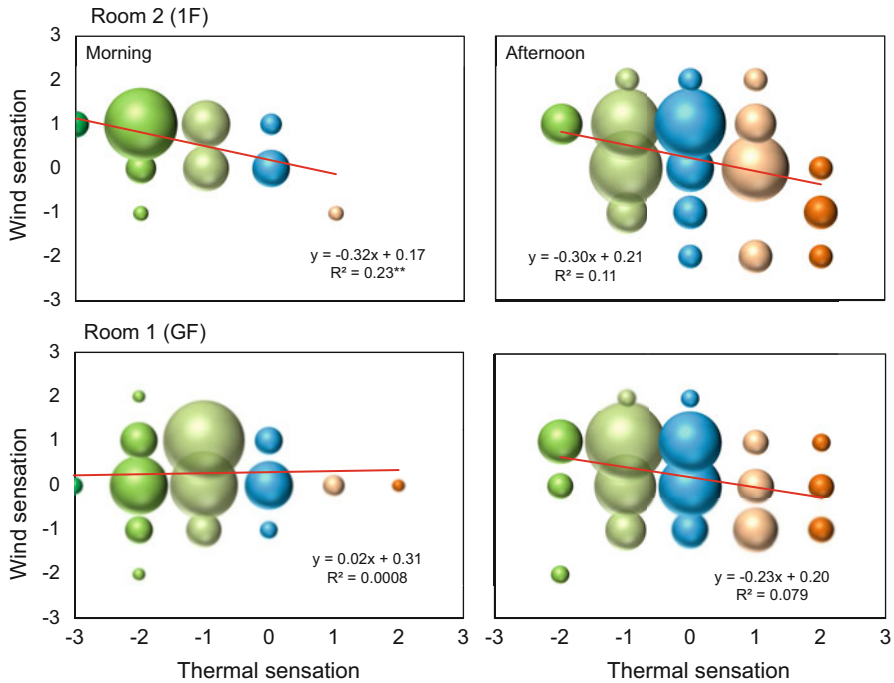 Room 2 (1F)
Wind sensation
3
2
1
0
-1
-2
-3
Morning
y = -0.32x + 0.17
R² = 0.23**
Afternoon
y = -0.30x + 0.21
R² = 0.11
Room 1 (GF)
Wind sensation
3
2
1
0
-1
-2
-3
y = 0.02x + 0.31
R² = 0.0008
y = -0.23x + 0.20
R² = 0.079
-3 -2 -1 0 1 2 3
-3 -2 -1 0 1 2 3
Thermal sensation
Thermal sensation